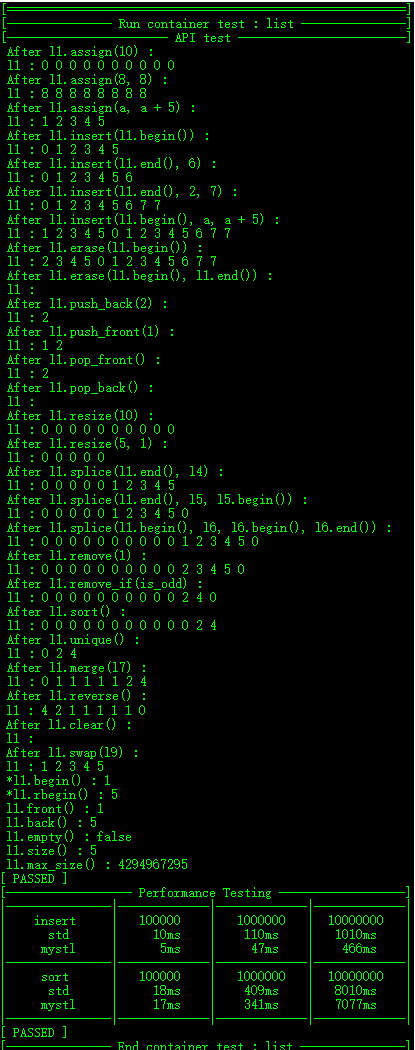 Run container test : list
API test
After l1.assign(10) :
l1 : 0 0 0 0 0 0 0 0 0 0
After l1.assign(8, 8) :
l1 : 8 8 8 8 8 8 8 8
After l1.assign(a, a + 5) :
l1 : 1 2 3 4 5
After l1.insert(l1.begin()) :
l1 : 0 1 2 3 4 5
After l1.insert(l1.end(), 6) :
l1 : 0 1 2 3 4 5 6
After l1.insert(l1.end(), 2, 7) :
l1 : 0 1 2 3 4 5 6 7 7
After l1.insert(l1.begin(), a, a + 5) :
l1 : 1 2 3 4 5 0 1 2 3 4 5 6 7 7
After l1.erase(l1.begin()) :
l1 : 2 3 4 5 0 1 2 3 4 5 6 7 7
After l1.erase(l1.begin(), l1.end()) :
l1 :
After l1.push_back(2) :
l1 : 2
After l1.push_front(1) :
l1 : 1 2
After l1.pop_front() :
l1 : 2
After l1.pop_back() :
l1 :
After l1.resize(10) :
l1 : 0 0 0 0 0 0 0 0 0 0
After l1.resize(5, 1) :
l1 : 0 0 0 0 0
After l1.splice(l1.end(), l4) :
l1 : 0 0 0 0 0 1 2 3 4 5
After l1.splice(l1.end(), l5, l5.begin()) :
l1 : 0 0 0 0 0 1 2 3 4 5 0
After l1.splice(l1.begin(), l6, l6.begin(), l6.end()) :
l1 : 0 0 0 0 0 0 0 0 0 0 1 2 3 4 5 0
After l1.remove(1) :
l1 : 0 0 0 0 0 0 0 0 0 0 2 3 4 5 0
After l1.remove_if(is_odd) :
l1 : 0 0 0 0 0 0 0 0 0 0 2 4 0
After l1.sort() :
l1 : 0 0 0 0 0 0 0 0 0 0 0 2 4
After l1.unique() :
l1 : 0 2 4
After l1.merge(l7) :
l1 : 0 1 1 1 1 1 2 4
After l1.reverse() :
l1 : 4 2 1 1 1 1 1 0
After l1.clear() :
l1 :
After l1.swap(l9) :
l1 : 1 2 3 4 5
*l1.begin() : 1
*l1.rbegin() : 5
l1.front() : 1
l1.back() : 5
l1.empty() : false
l1.size() : 5
l1.max_size() : 4294967295
[ PASSED ]
Performance Testing
insert 100000 1000000 10000000
std 10ms 110ms 1010ms
mystl 5ms 47ms 466ms
sort 100000 1000000 10000000
std 18ms 409ms 8010ms
mystl 17ms 341ms 7077ms
[ PASSED ]
End container test : list